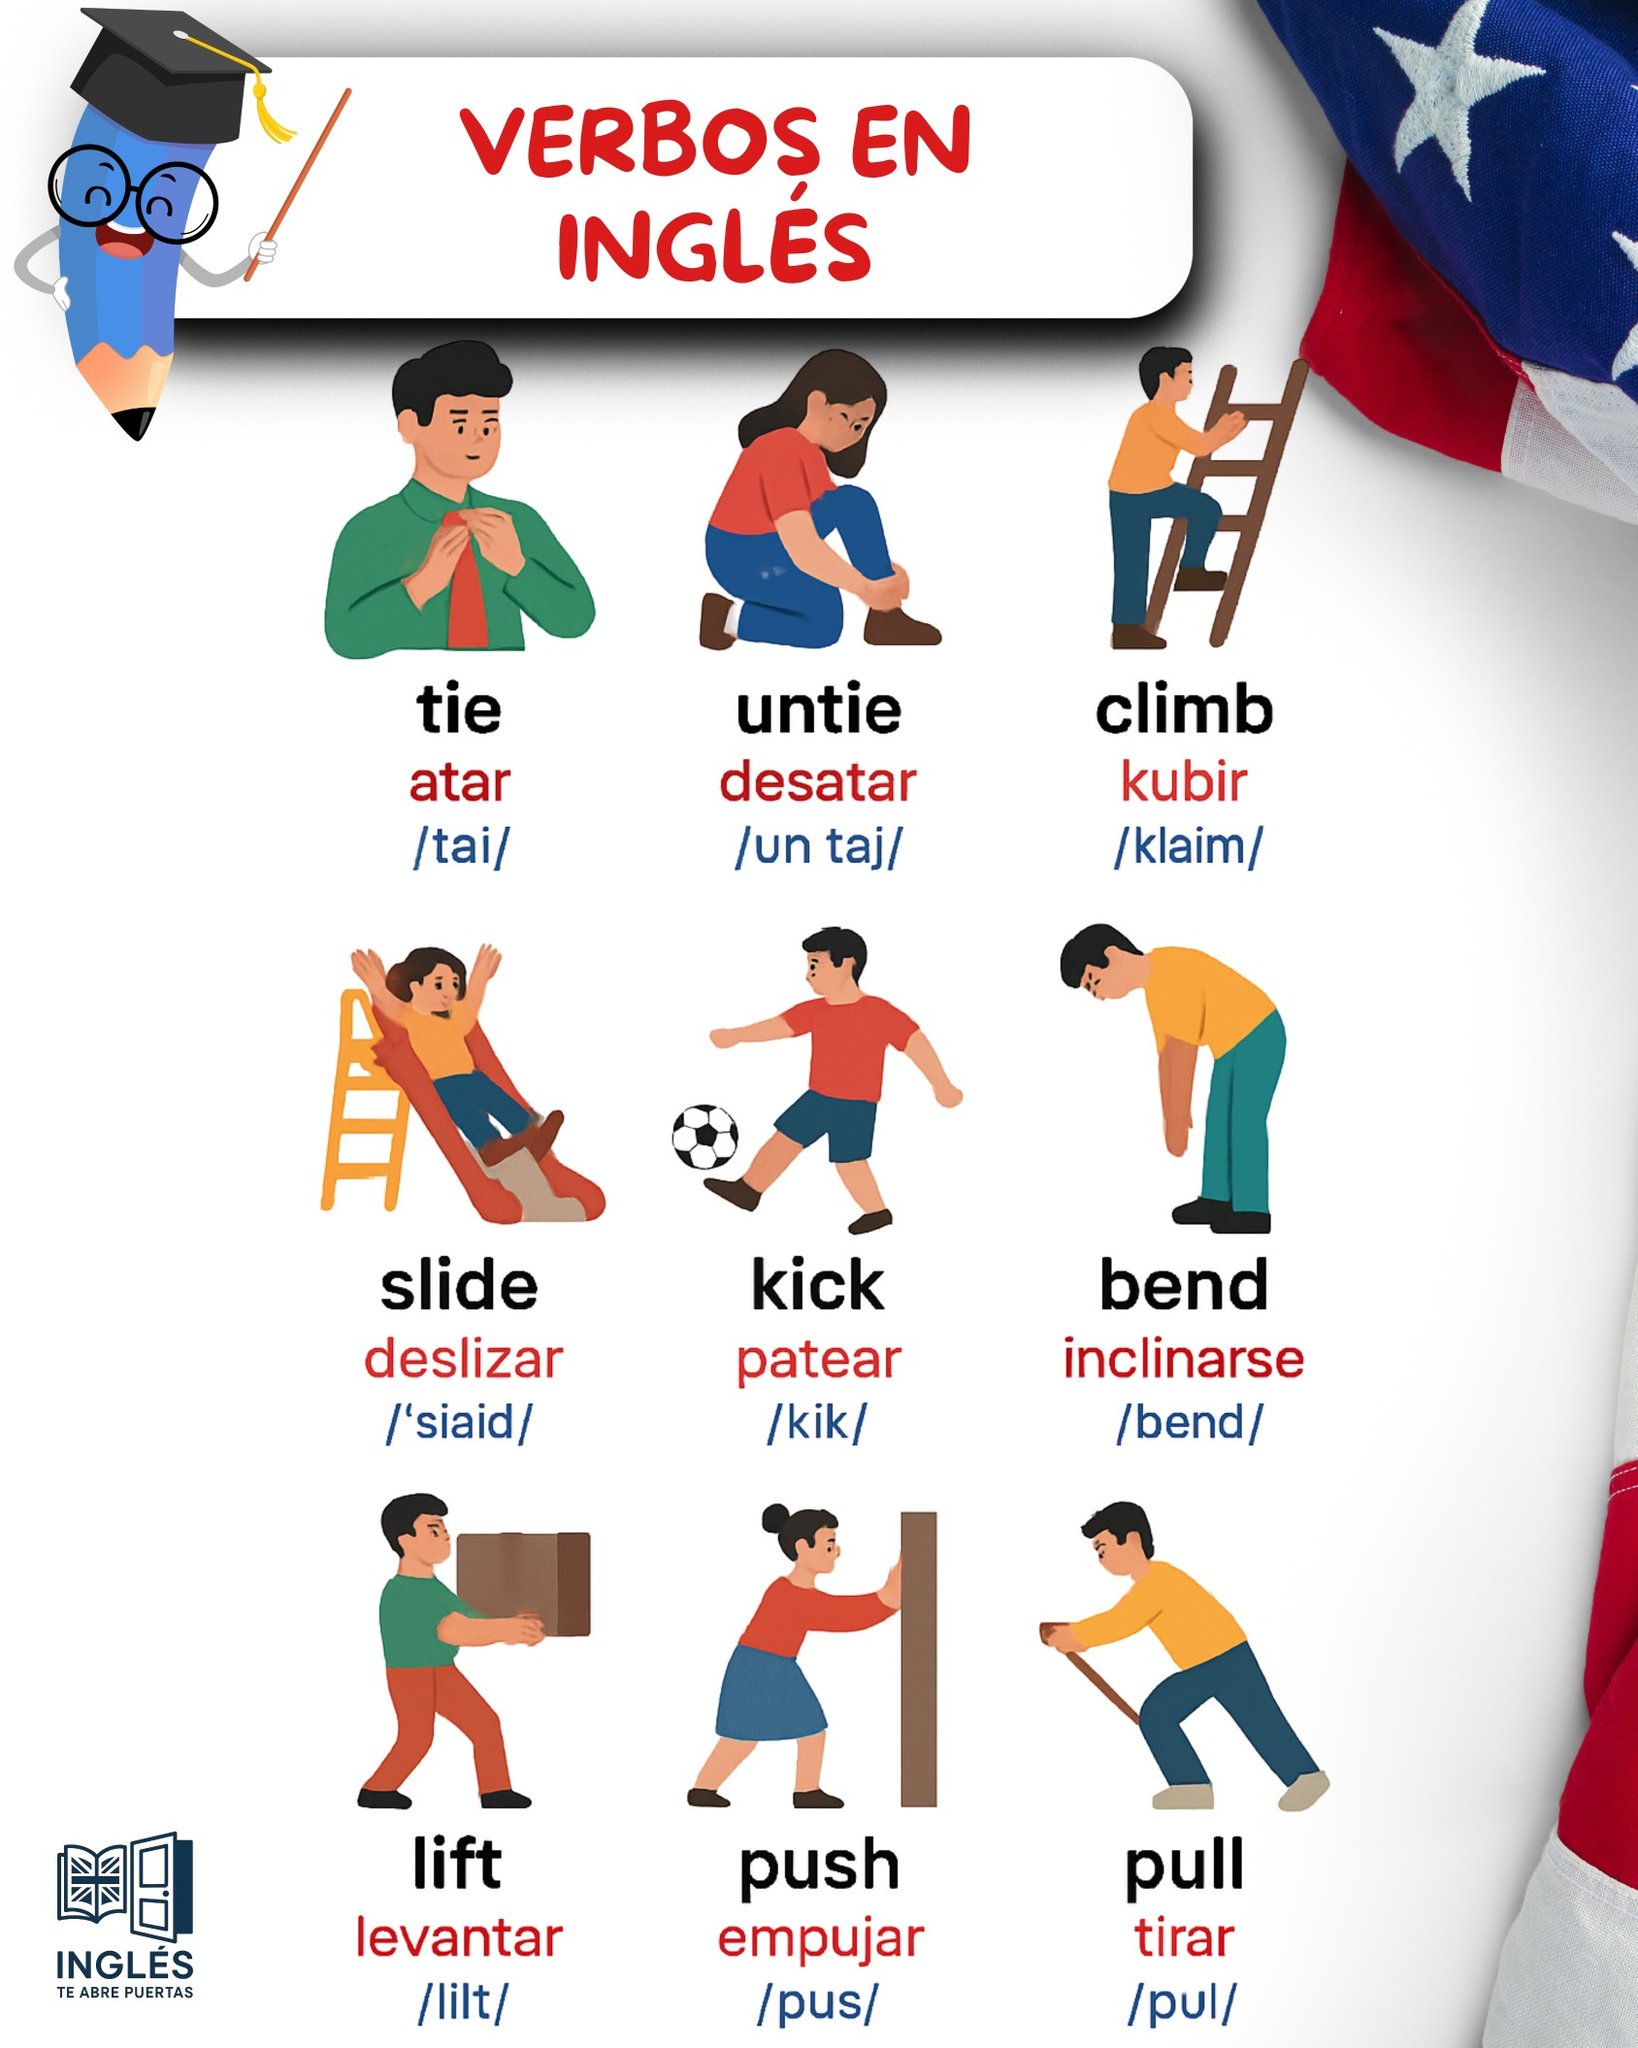 VERBOS EN
INGLÉS
tie
atar
/tai/
untie
desatar
/un taj/
climb
kubir
/klaim/
slide
deslizar
/‘siaid/
kick
patear
/kik/
bend
inclinarse
/bend/
lift
levantar
/lilt/
push
empujar
/pus/
pull
tirar
/pul/
INGLÉS
TE ABRE PUERTAS